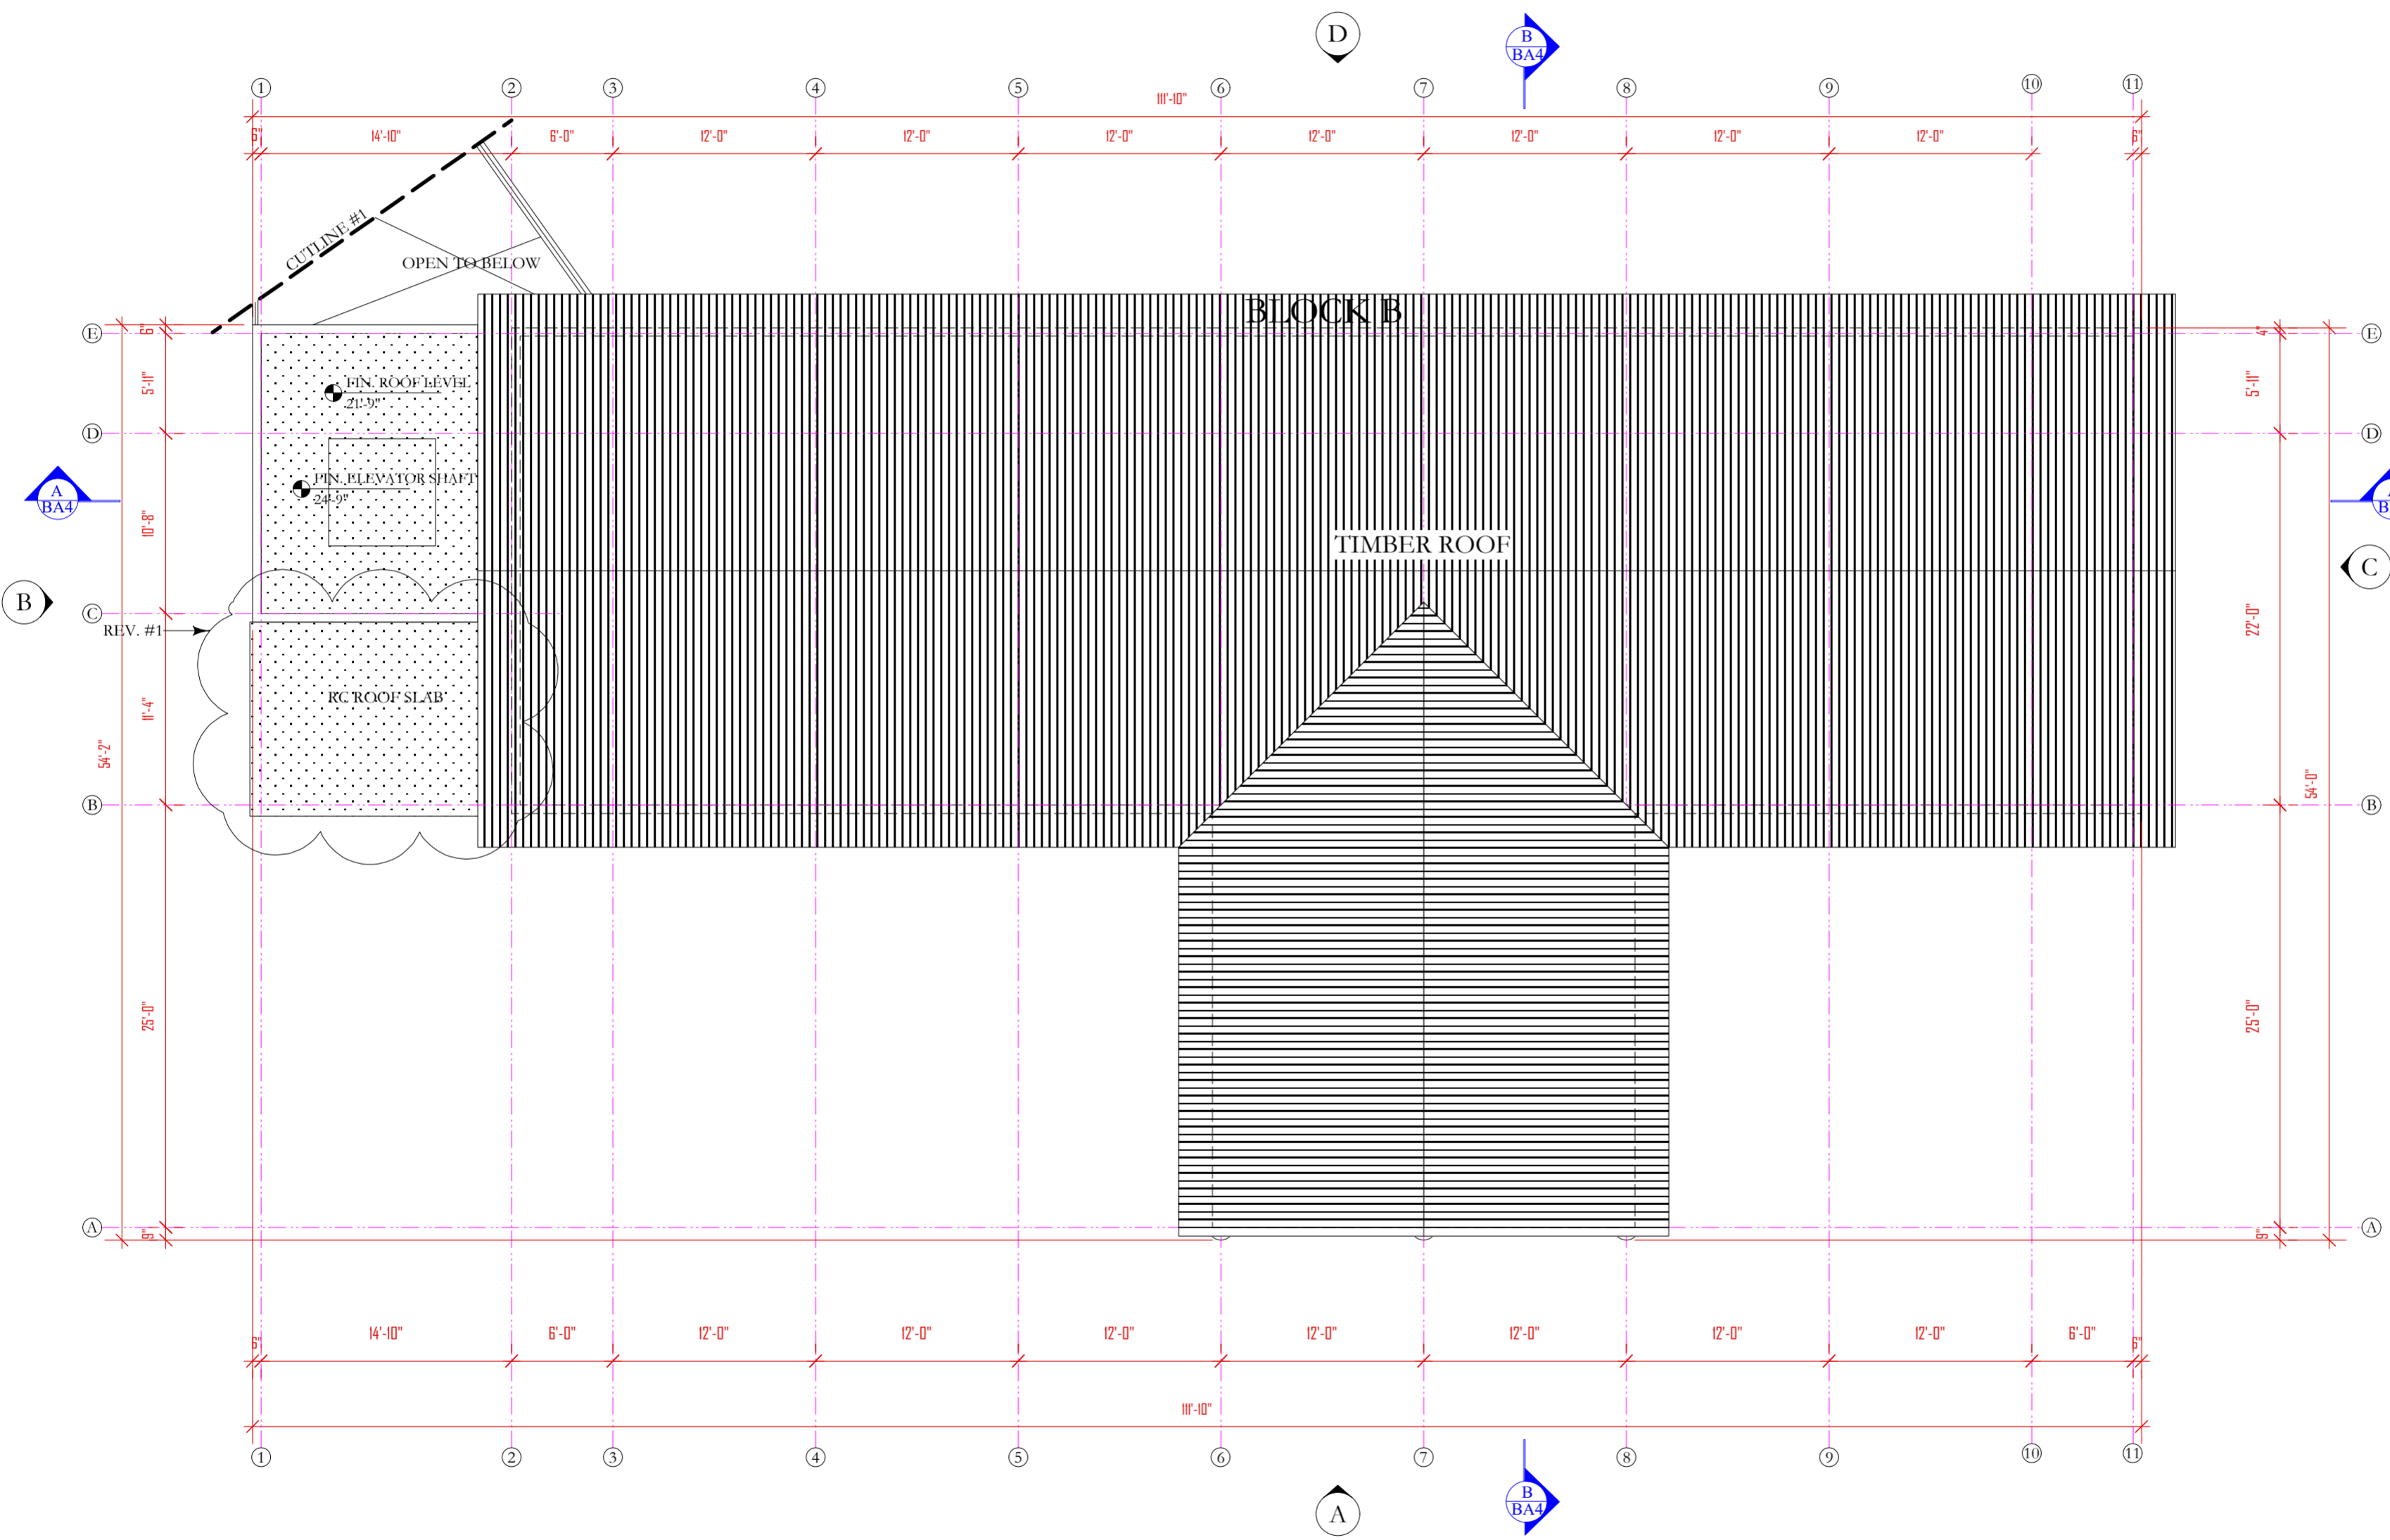 D
B
BA4
1 2 3 4 5 6 7 8 9 10 11
111'-10"
6" 14'-10" 6'-0" 12'-0" 12'-0" 12'-0" 12'-0" 12'-0" 12'-0" 12'-0" 6"
CUTLINE #1
OPEN TO BELOW
BLOCK B
E
6"
4"
E
5'-11"
FIN. ROOF LEVEL
21'-9"
5'-11"
D
D
A
BA4
FIN. ELEVATOR SHAFT
24'-9"
10'-8"
TIMBER ROOF
B
C
C
REV. #1
22'-0"
RC ROOF SLAB
11'-4"
54'-2"
54'-0"
B
B
25'-0"
25'-0"
A
9"
9"
A
6" 14'-10" 6'-0" 12'-0" 12'-0" 12'-0" 12'-0" 12'-0" 12'-0" 12'-0" 6'-0" 6"
111'-10"
1 2 3 4 5 6 7 8 9 10 11
A
B
BA4